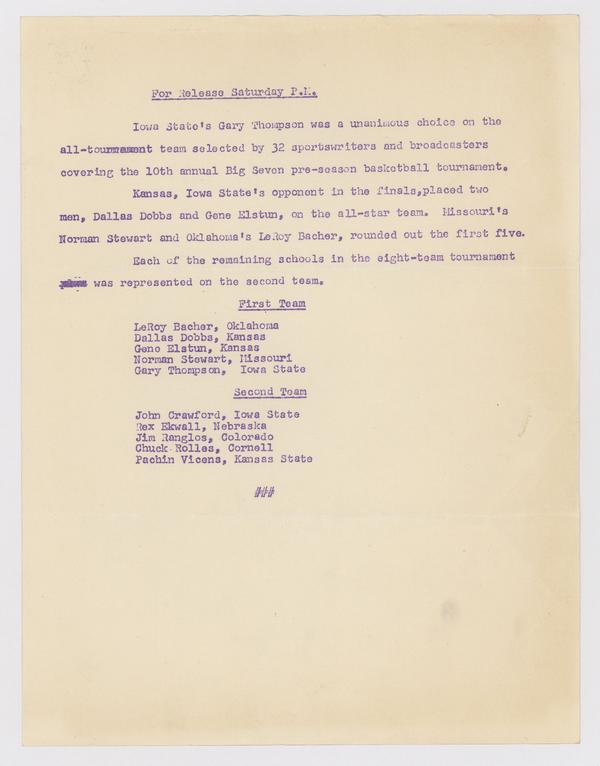 For Release Saturday P.M.
Iowa State's Gary Thompson was a unanimous choice on the
all-tournament team selected by 32 sportswriters and broadcasters
covering the 10th annual Big Seven pre-season basketball tournament.
Kansas, Iowa State's opponent in the finals,placed two
men, Dallas Dobbs and Gene Elstun, on the all-star team. Missouri's
Norman Stewart and Oklahoma's LeRoy Bacher, rounded out the first five.
Each of the remaining schools in the eight-team tournament
was represented on the second team.
First Team
LeRoy Bacher, Oklahoma
Dallas Dobbs, Kansas
Gene Elstun, Kansas
Norman Stewart, Missouri
Gary Thompson, Iowa State
Second Team
John Crawford, Iowa State
Rex Ekwall, Nebraska
Jim Ranglos, Colorado
Chuck Rolles, Cornell
Pachin Vicens, Kansas State
###